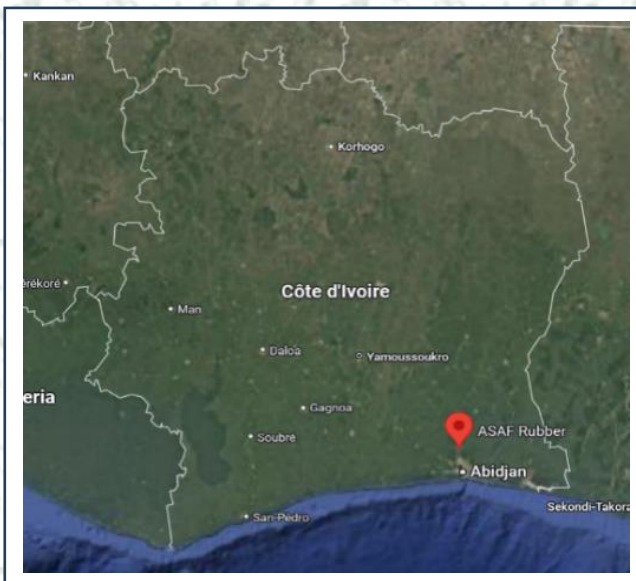 Kankan
Korhogo
Côte d'Ivoire
érékoré
Man
Daloa
Yamoussoukro
eria
Gagnoa
ASAF Rubber
Soubré
Abidjan
San-Pédro
Sekondi-Takora